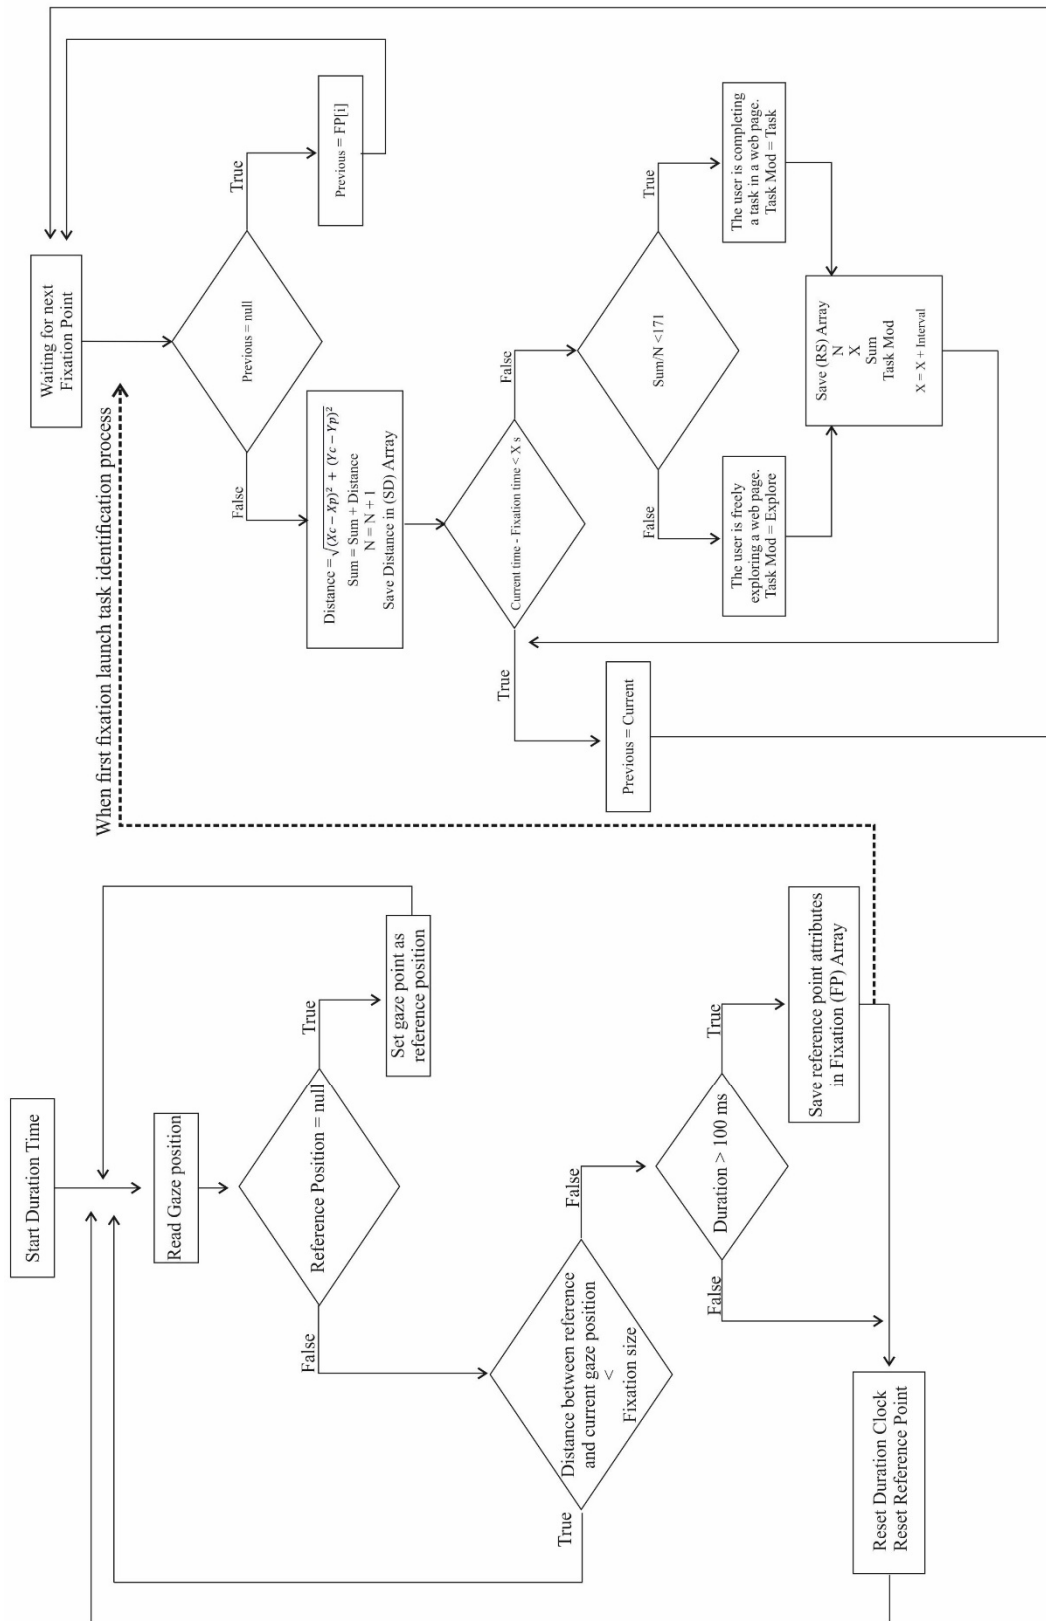 Start Duration Time
Read Gaze position
Reference Position = null
True
Set gaze point as
reference position
False
Distance between reference
and current gaze position
<
Fixation size
True
False
Duration > 100 ms
True
Save reference point attributes
in Fixation (FP) Array
False
Reset Duration Clock
Reset Reference Point
When first fixation launch task identification process
Waiting for next
Fixation Point
Previous = null
True
Previous = FP[i]
False
Distance = √(Xc − Xp)² + (Yc − Yp)²
Sum = Sum + Distance
N = N + 1
Save Distance in (SD) Array
Current time - Fixation time < X s
True
Previous = Current
False
Sum/N <171
True
The user is completing
a task in a web page.
Task Mod = Task
False
The user is freely
exploring a web page.
Task Mod = Explore
Save (RS) Array
N
X
Sum
Task Mod
X = X + Interval